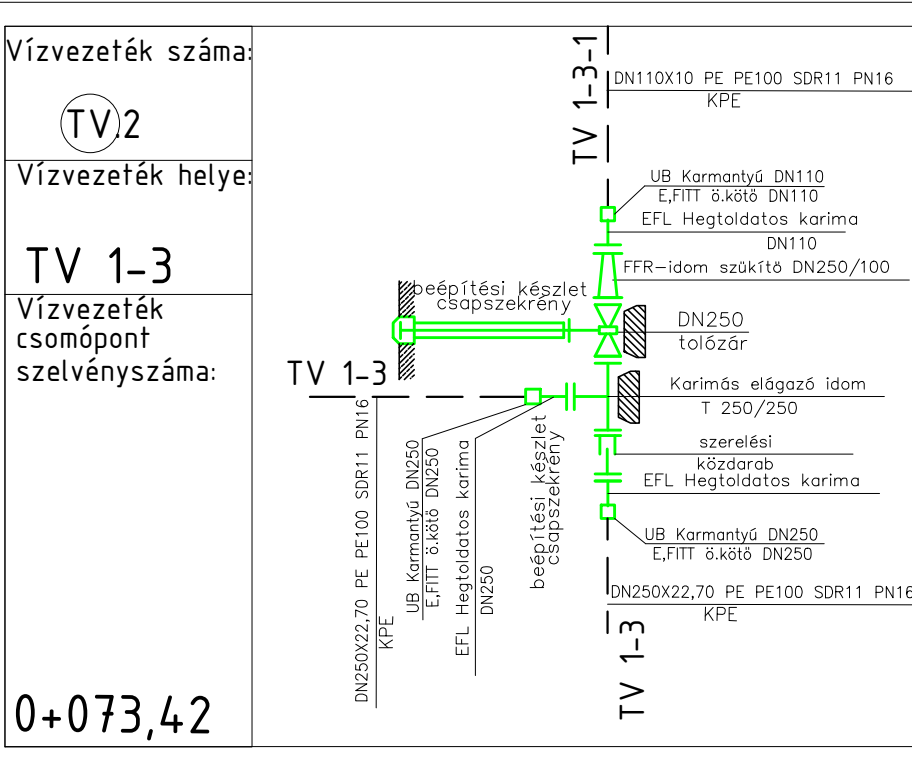 Vízvezeték száma:
TV.2
Vízvezeték helye:
TV 1-3
Vízvezeték
csomópont
szelvényszáma:
0+073,42
TV 1-3-1
DN110X10 PE PE100 SDR11 PN16
KPE
UB Karmantyú DN110
E,FITT ö.kötő DN110
EFL Hegtoldatos karima
DN110
FFR-idom szükítő DN250/100
beépítési készlet
csapszekrény
DN250
tolózár
TV 1-3
Karimás elágazó idom
T 250/250
szerelési
közdarab
EFL Hegtoldatos karima
UB Karmantyú DN250
E,FITT ö.kötő DN250
DN250X22,70 PE PE100 SDR11 PN16
KPE
TV 1-3
DN250X22,70 PE PE100 SDR11 PN16
KPE
UB Karmantyú DN250
E,FITT ö.kötő DN250
EFL Hegtoldatos karima
DN250
beépítési készlet
csapszekrény